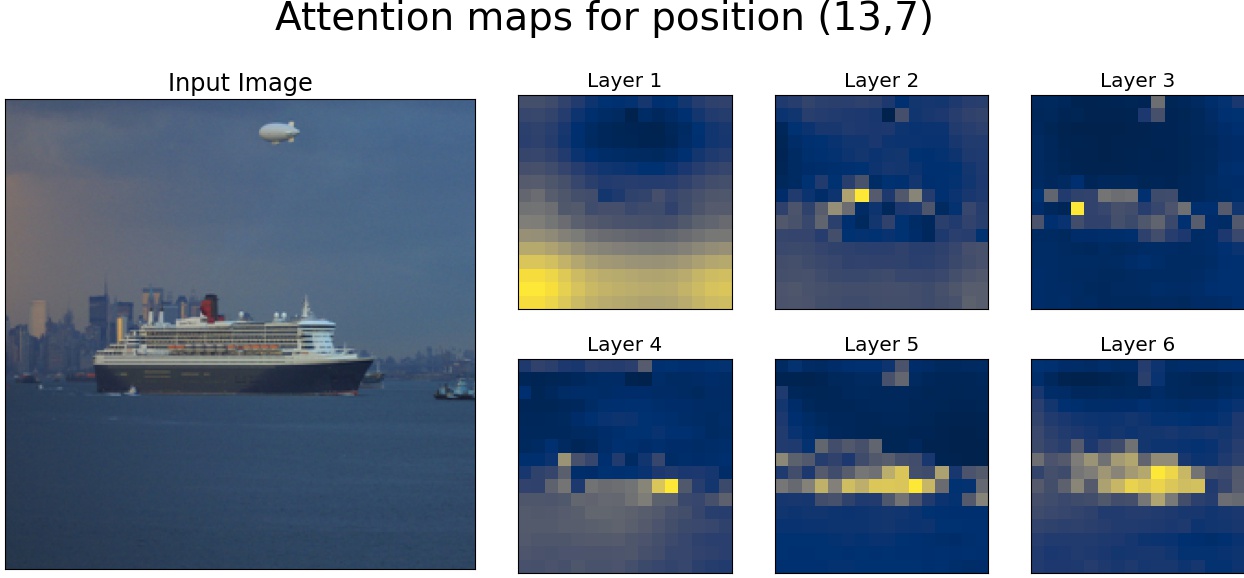 Attention maps for position (13,7)
Input Image
Layer 1
Layer 2
Layer 3
Layer 4
Layer 5
Layer 6